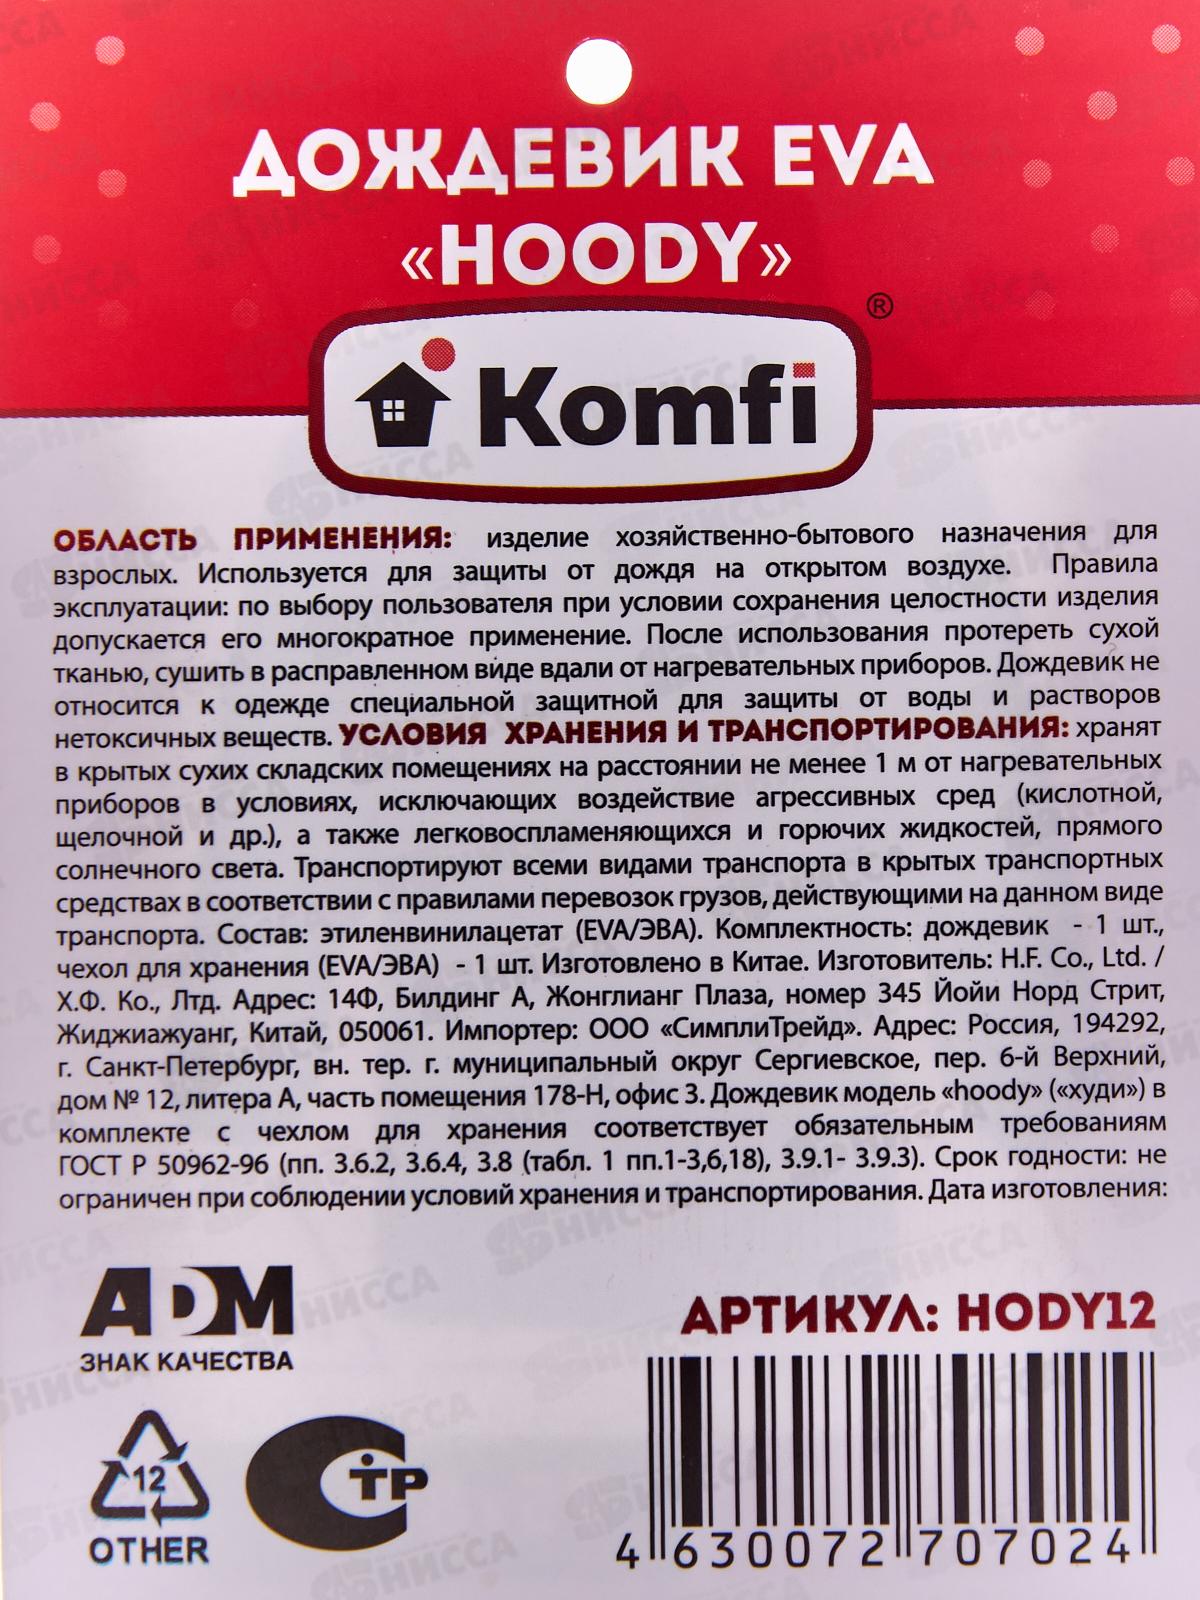 ДОЖДЕВИК EVA
«HOODY»
®
Komfi
ОБЛАСТЬ ПРИМЕНЕНИЯ: изделие хозяйственно-бытового назначения для
взрослых. Используется для защиты от дождя на открытом воздухе. Правила
эксплуатации: по выбору пользователя при условии сохранения целостности изделия
допускается его многократное применение. После использования протереть сухой
тканью, сушить в расправленном виде вдали от нагревательных приборов. Дождевик не
относится к одежде специальной защитной для защиты от воды и растворов
нетоксичных веществ. УСЛОВИЯ ХРАНЕНИЯ И ТРАНСПОРТИРОВАНИЯ: хранят
в крытых сухих складских помещениях на расстоянии не менее 1 м от нагревательных
приборов в условиях, исключающих воздействие агрессивных сред (кислотной,
щелочной и др.), а также легковоспламеняющихся и горючих жидкостей, прямого
солнечного света. Транспортируют всеми видами транспорта в крытых транспортных
средствах в соответствии с правилами перевозок грузов, действующими на данном виде
транспорта. Состав: этиленвинилацетат (EVA/ЭВА). Комплектность: дождевик - 1 шт.,
чехол для хранения (EVA/ЭВА) - 1 шт. Изготовлено в Китае. Изготовитель: H.F. Co., Ltd. /
Х.Ф. Ко., Лтд. Адрес: 14Ф, Билдинг А, Жонглианг Плаза, номер 345 Йойи Норд Стрит,
Жиджиажуанг, Китай, 050061. Импортер: ООО «СимплиТрейд». Адрес: Россия, 194292,
г. Санкт-Петербург, вн. тер. г. муниципальный округ Сергиевское, пер. 6-й Верхний,
дом № 12, литера А, часть помещения 178-Н, офис 3. Дождевик модель «hoody» («худи») в
комплекте с чехлом для хранения соответствует обязательным требованиям
ГОСТ Р 50962-96 (пп. 3.6.2, 3.6.4, 3.8 (табл. 1 пп.1-3,6,18), 3.9.1- 3.9.3). Срок годности: не
ограничен при соблюдении условий хранения и транспортирования. Дата изготовления:
ADM
ЗНАК КАЧЕСТВА
АРТИКУЛ: HODY12
12
OTHER
СТР
4 630072 707024
НИССА